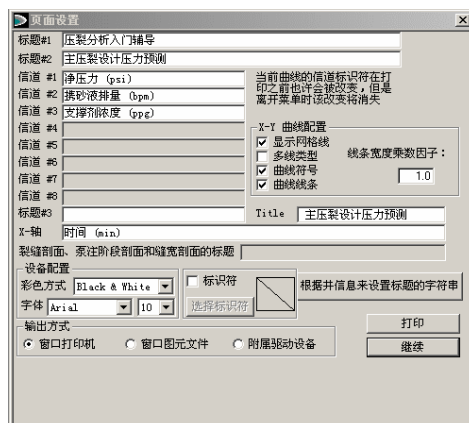 页面设置
标题#1 压裂分析入门辅导
标题#2 主压裂设计压力预测
信道 #1 净压力 (psi)
信道 #2 携砂液排量 (bpm)
信道 #3 支撑剂浓度 (ppg)
信道 #4
信道 #5
信道 #6
信道 #7
信道 #8
当前曲线的信道标识符在打
印之前也许会被改变，但是
离开菜单时该改变将消失
X-Y 曲线配置
显示网格线
多线类型
曲线符号
曲线线条
线条宽度乘数因子：
1.0
标题#3
Title 主压裂设计压力预测
X-轴 时间 (min)
裂缝剖面、泵注阶段剖面和缝宽剖面的标题
设备配置
彩色方式 Black & White
字体 Arial 10
标识符
选择标识符
根据井信息来设置标题的字符串
输出方式
窗口打印机 窗口图元文件 附属驱动设备
打印
继续